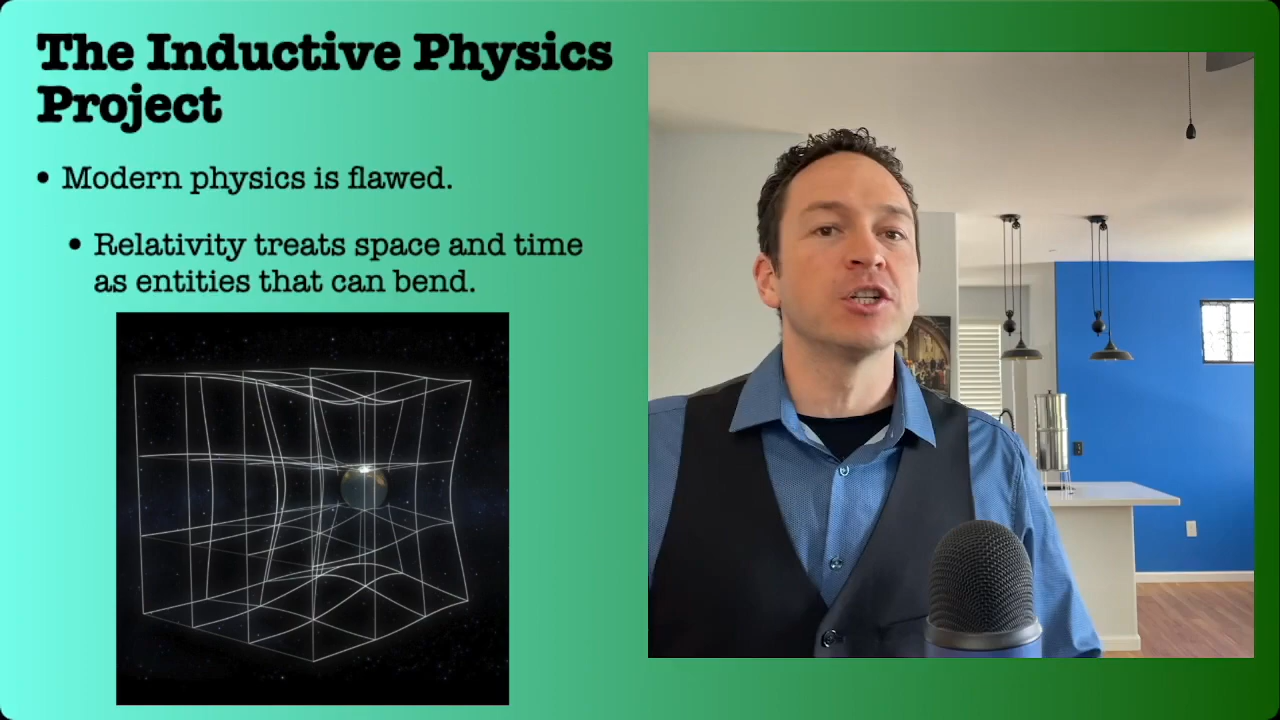 The Inductive Physics
Project
• Modern physics is flawed.
• Relativity treats space and time
as entities that can bend.